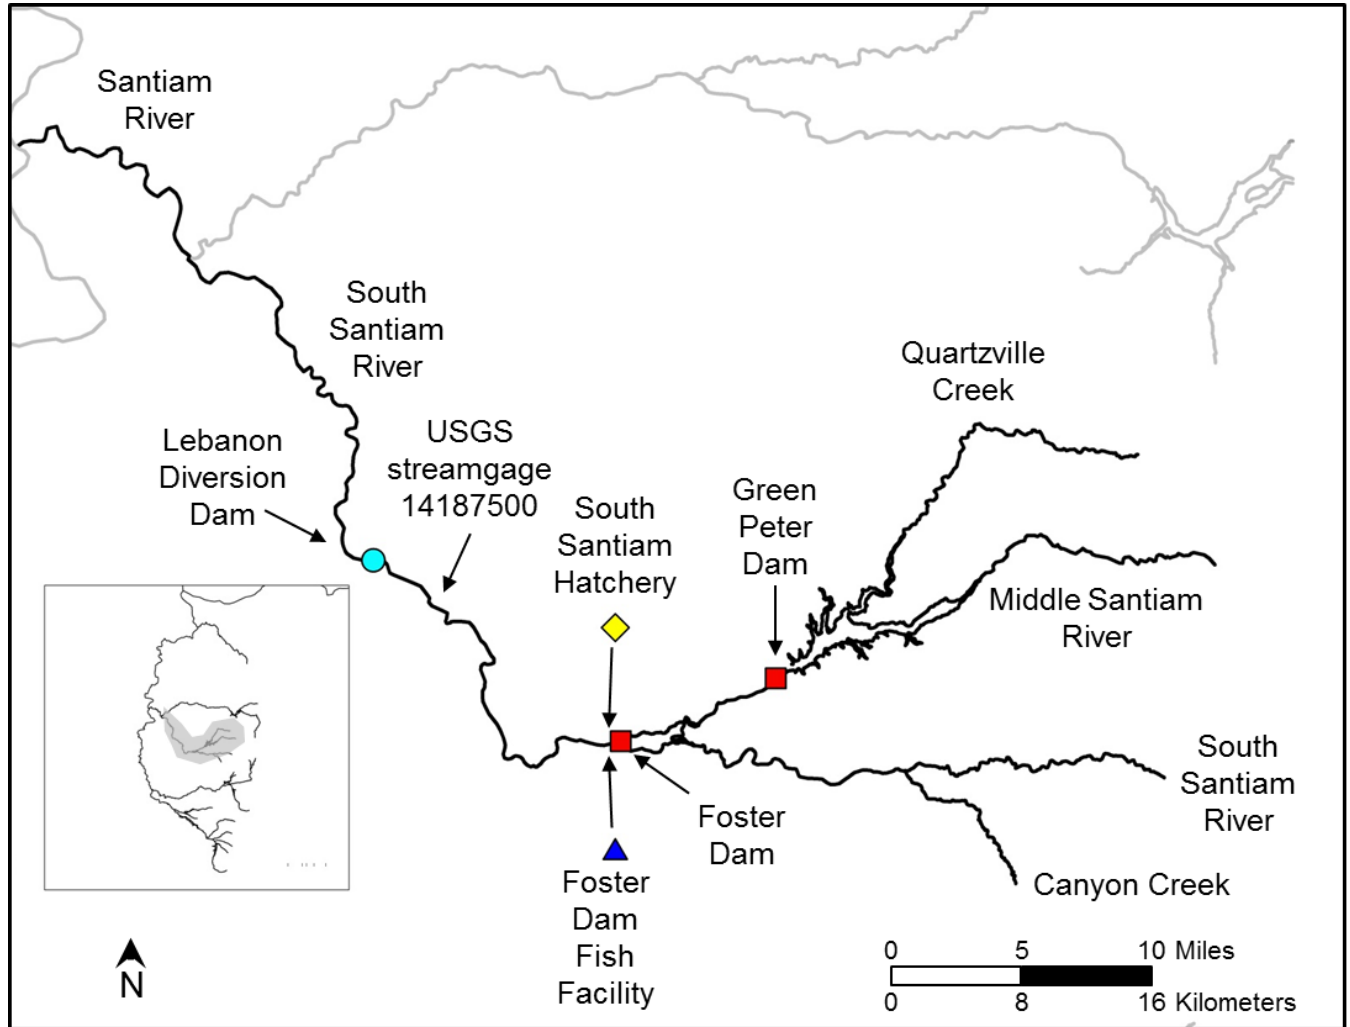 Santiam
River
South
Santiam
River
Quartzville
Creek
Lebanon
Diversion
Dam
USGS
streamgage
14187500
South
Santiam
Hatchery
Green
Peter
Dam
Middle Santiam
River
South
Santiam
River
Foster
Dam
Canyon Creek
Foster
Dam
Fish
Facility
N
0 5 10 Miles
0 8 16 Kilometers